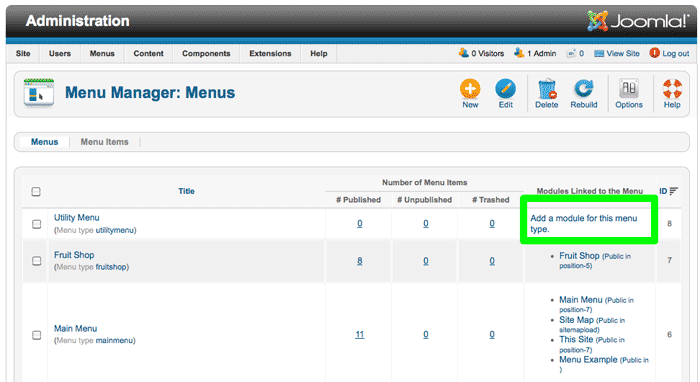 Administration
Joomla!
Site Users Menus Content Components Extensions Help 0 Visitors 1 Admin 0 View Site Log out
Menu Manager: Menus
New Edit Delete Rebuild Options Help
Menus Menu Items
Number of Menu Items
Title Modules Linked to the Menu ID
# Published # Unpublished # Trashed
Utility Menu
(Menu type utilitymenu)
0 0 0
Add a module for this menu
type.
8
Fruit Shop
(Menu type fruitshop)
8 0 0
Fruit Shop (Public in
position-5)
7
Main Menu
(Menu type mainmenu)
11 0 0
Main Menu (Public in
position-7)
Site Map (Public in
sitemapload)
This Site (Public in
position-7)
Menu Example (Public in
)
6